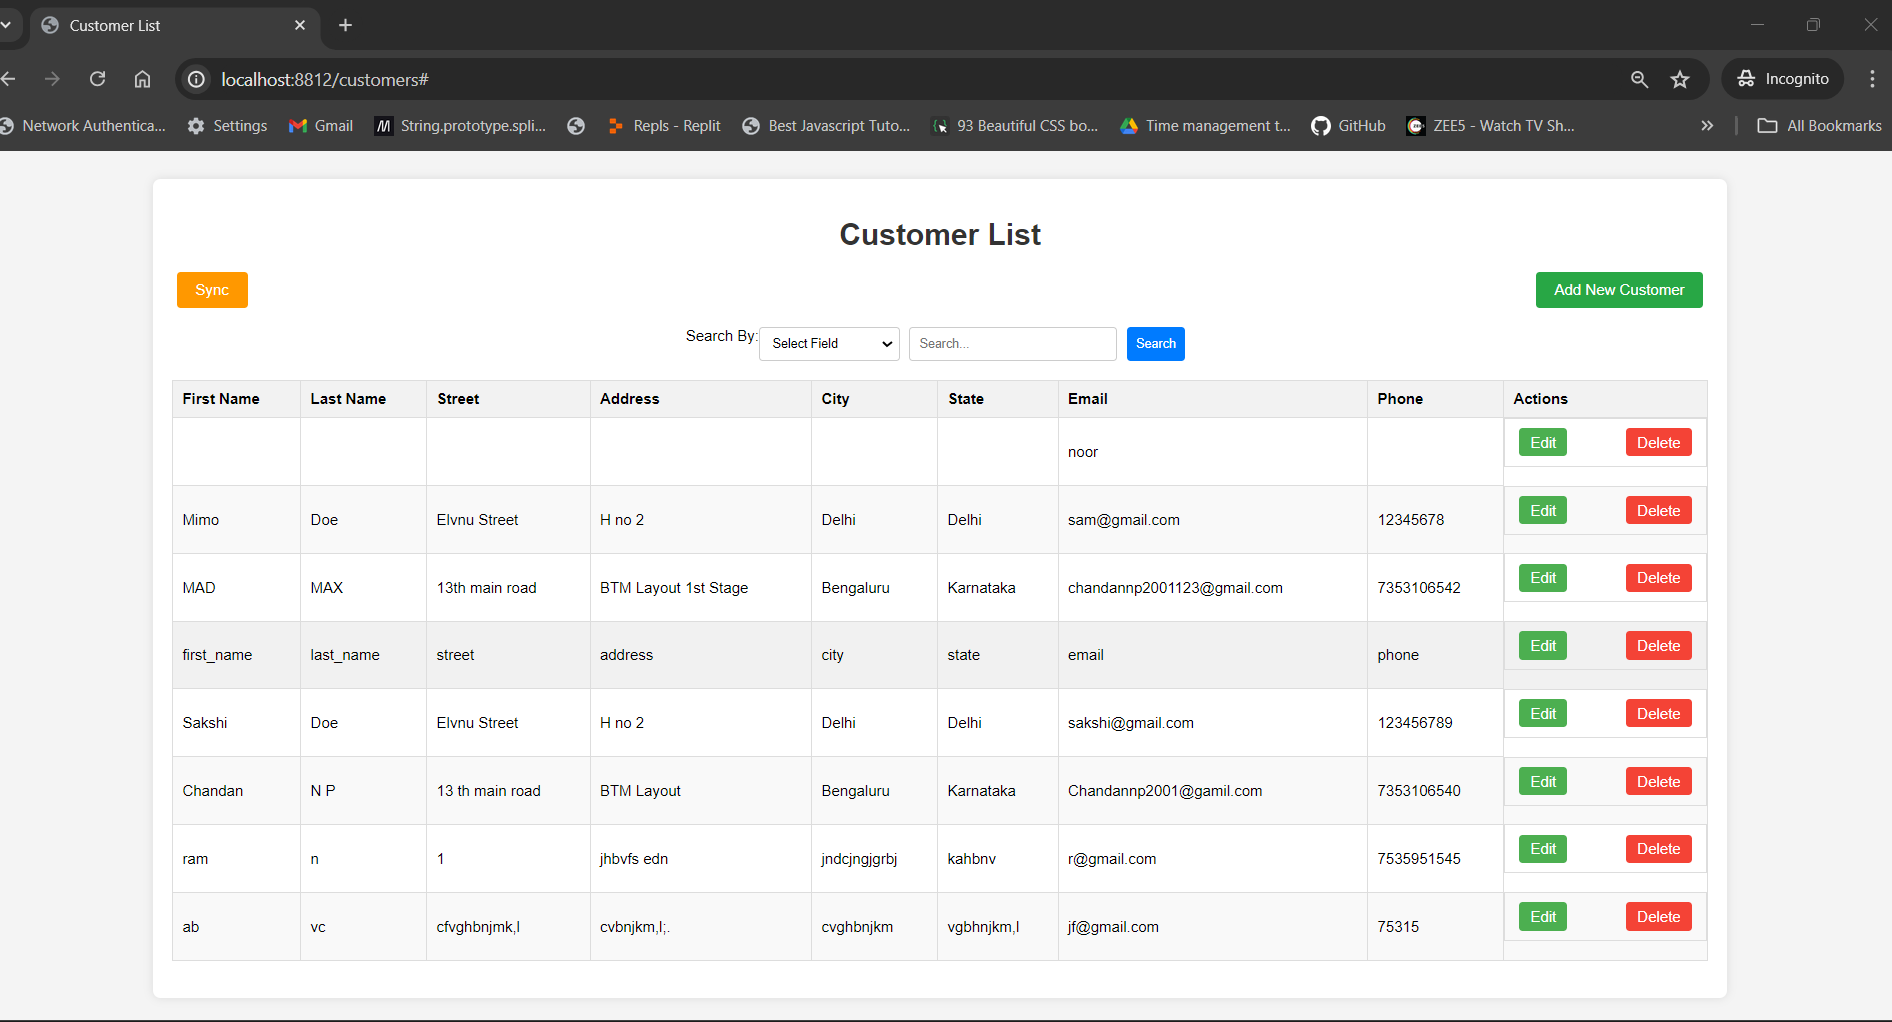 Customer List
localhost:8812/customers#
Incognito
Network Authentica... Settings Gmail String.prototype.spli... Repls - Replit Best Javascript Tuto... 93 Beautiful CSS bo... Time management t... GitHub ZEE5 - Watch TV Sh... » All Bookmarks
Customer List
Sync Add New Customer
Search By: Select Field Search... Search
First Name Last Name Street Address City State Email Phone Actions
noor Edit Delete
Mimo Doe Elvnu Street H no 2 Delhi Delhi sam@gmail.com 12345678 Edit Delete
MAD MAX 13th main road BTM Layout 1st Stage Bengaluru Karnataka chandannp2001123@gmail.com 7353106542 Edit Delete
first_name last_name street address city state email phone Edit Delete
Sakshi Doe Elvnu Street H no 2 Delhi Delhi sakshi@gmail.com 123456789 Edit Delete
Chandan N P 13 th main road BTM Layout Bengaluru Karnataka Chandannp2001@gamil.com 7353106540 Edit Delete
ram n 1 jhbvfs edn jndcjngjgrbj kahbnv r@gmail.com 7535951545 Edit Delete
ab vc cfvghbnjmk,l cvbnjkm,l;. cvghbnjkm vgbhnjkm,l jf@gmail.com 75315 Edit Delete